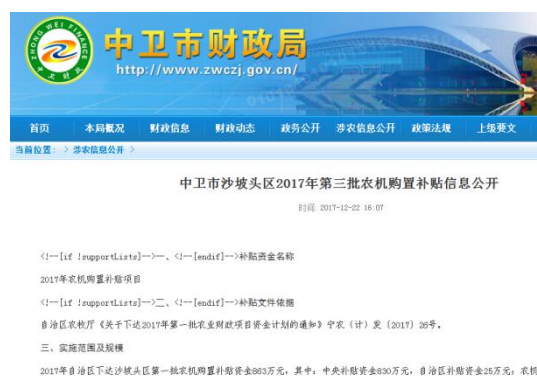 ZHONG WEI FINANCE
中卫财政
中卫市财政局
http://www.zwczj.gov.cn/
首页 本局概况 财政信息 财政动态 政务公开 涉农信息公开 政策法规 上级要文
当前位置: > 涉农信息公开 >
中卫市沙坡头区2017年第三批农机购置补贴信息公开
时间: 2017-12-22 16:07
<!--[if !supportLists]-->一、<!--[endif]-->补贴资金名称
2017年农机购置补贴项目
<!--[if !supportLists]-->二、<!--[endif]-->补贴文件依据
自治区农牧厅《关于下达2017年第一批农业财政项目资金计划的通知》宁农（计）发〔2017〕26号。
三、实施范围及规模
2017年自治区下达沙坡头区第一批农机购置补贴资金863万元，其中：中央补贴资金830万元，自治区补贴资金25万元；农机